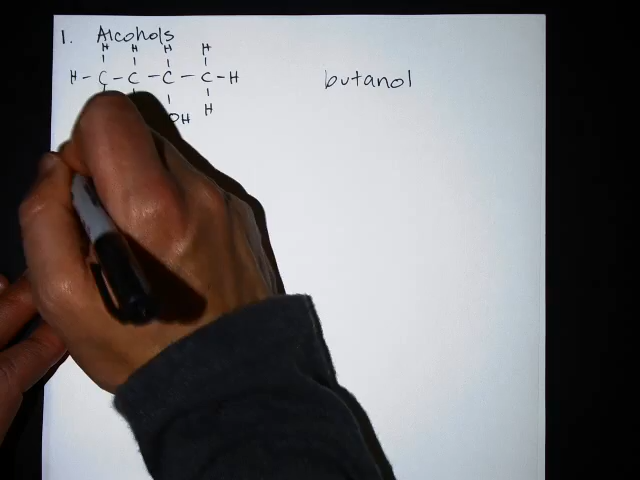 1. Alcohols
H H H H
H - C - C - C - C - H butanol
OH H